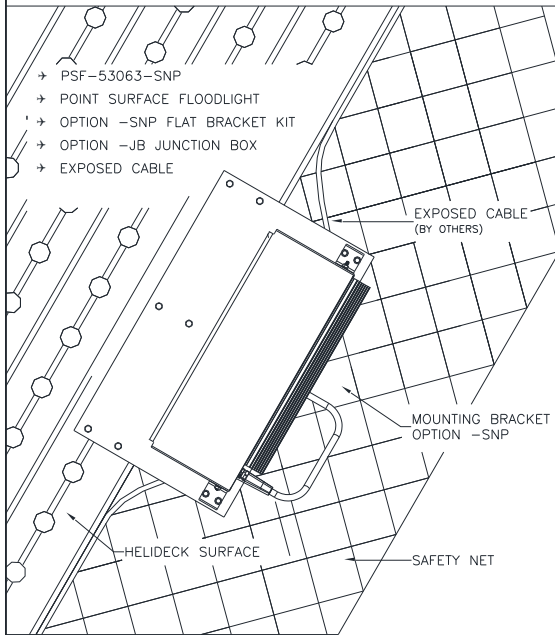 PSF-53063-SNP
POINT SURFACE FLOODLIGHT
OPTION -SNP FLAT BRACKET KIT
OPTION -JB JUNCTION BOX
EXPOSED CABLE
EXPOSED CABLE
(BY OTHERS)
MOUNTING BRACKET
OPTION -SNP
HELIDECK SURFACE
SAFETY NET